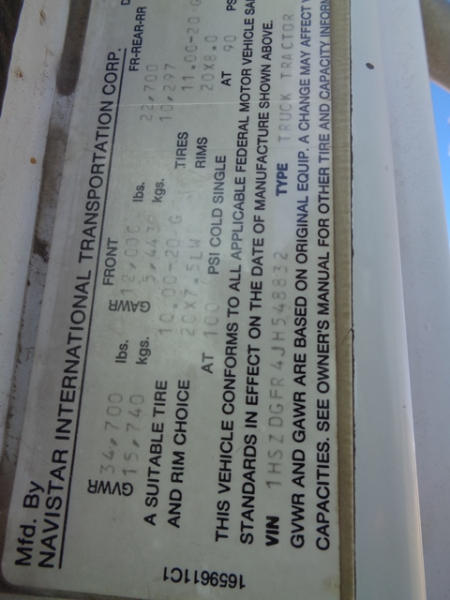 Mfd. By
NAVISTAR INTERNATIONAL TRANSPORTATION CORP.
FRONT FR-REAR-RR
GVWR 34,700 lbs. GAWR 12,000 lbs. 22,700
15,740 kgs. 5,443 kgs. 10,297
A SUITABLE TIRE 10.00-20 G TIRES 11.00-20 G
AND RIM CHOICE 20X7.5LW RIMS 20X8.0
AT 100 PSI COLD SINGLE AT 90
THIS VEHICLE CONFORMS TO ALL APPLICABLE FEDERAL MOTOR VEHICLE
STANDARDS IN EFFECT ON THE DATE OF MANUFACTURE SHOWN ABOVE.
VIN 1HSZDGFR4JH548832 TYPE TRUCK TRACTOR
GVWR AND GAWR ARE BASED ON ORIGINAL EQUIP. A CHANGE MAY AFFECT
CAPACITIES. SEE OWNER'S MANUAL FOR OTHER TIRE AND CAPACITY
1659611C1